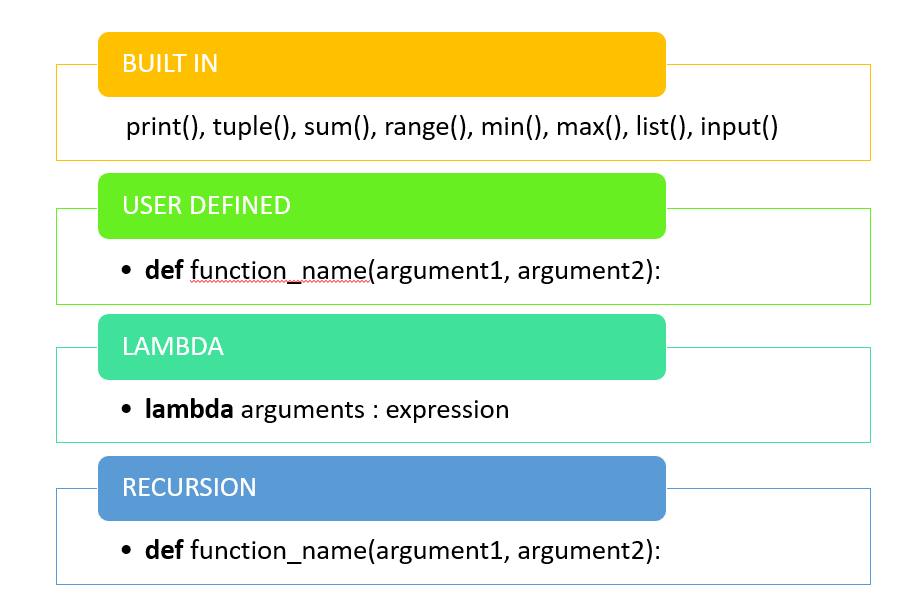 BUILT IN
print(), tuple(), sum(), range(), min(), max(), list(), input()
USER DEFINED
• def function_name(argument1, argument2):
LAMBDA
• lambda arguments : expression
RECURSION
• def function_name(argument1, argument2):